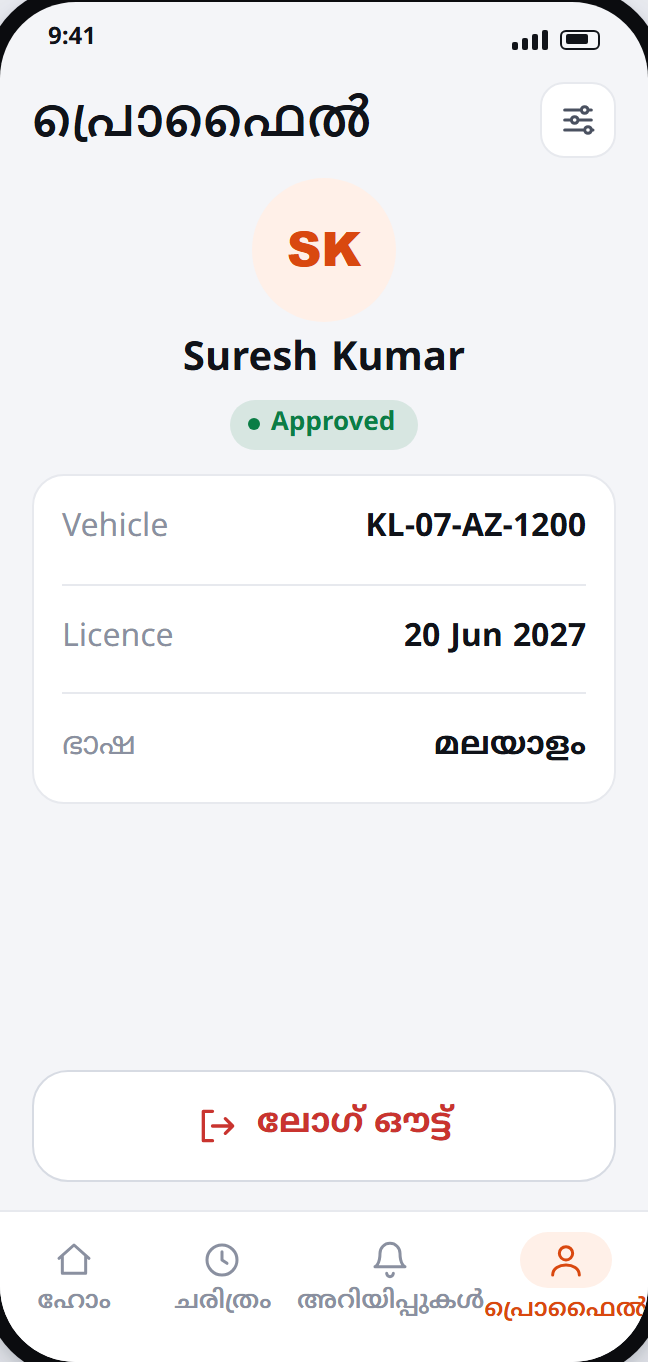 9:41
പ്രൊഫൈൽ
SK
Suresh Kumar
Approved
Vehicle KL-07-AZ-1200
Licence 20 Jun 2027
ഭാഷ മലയാളം
ലോഗ് ഔട്ട്
ഹോം ചരിത്രം അറിയിപ്പുകൾ പ്രൊഫൈൽ